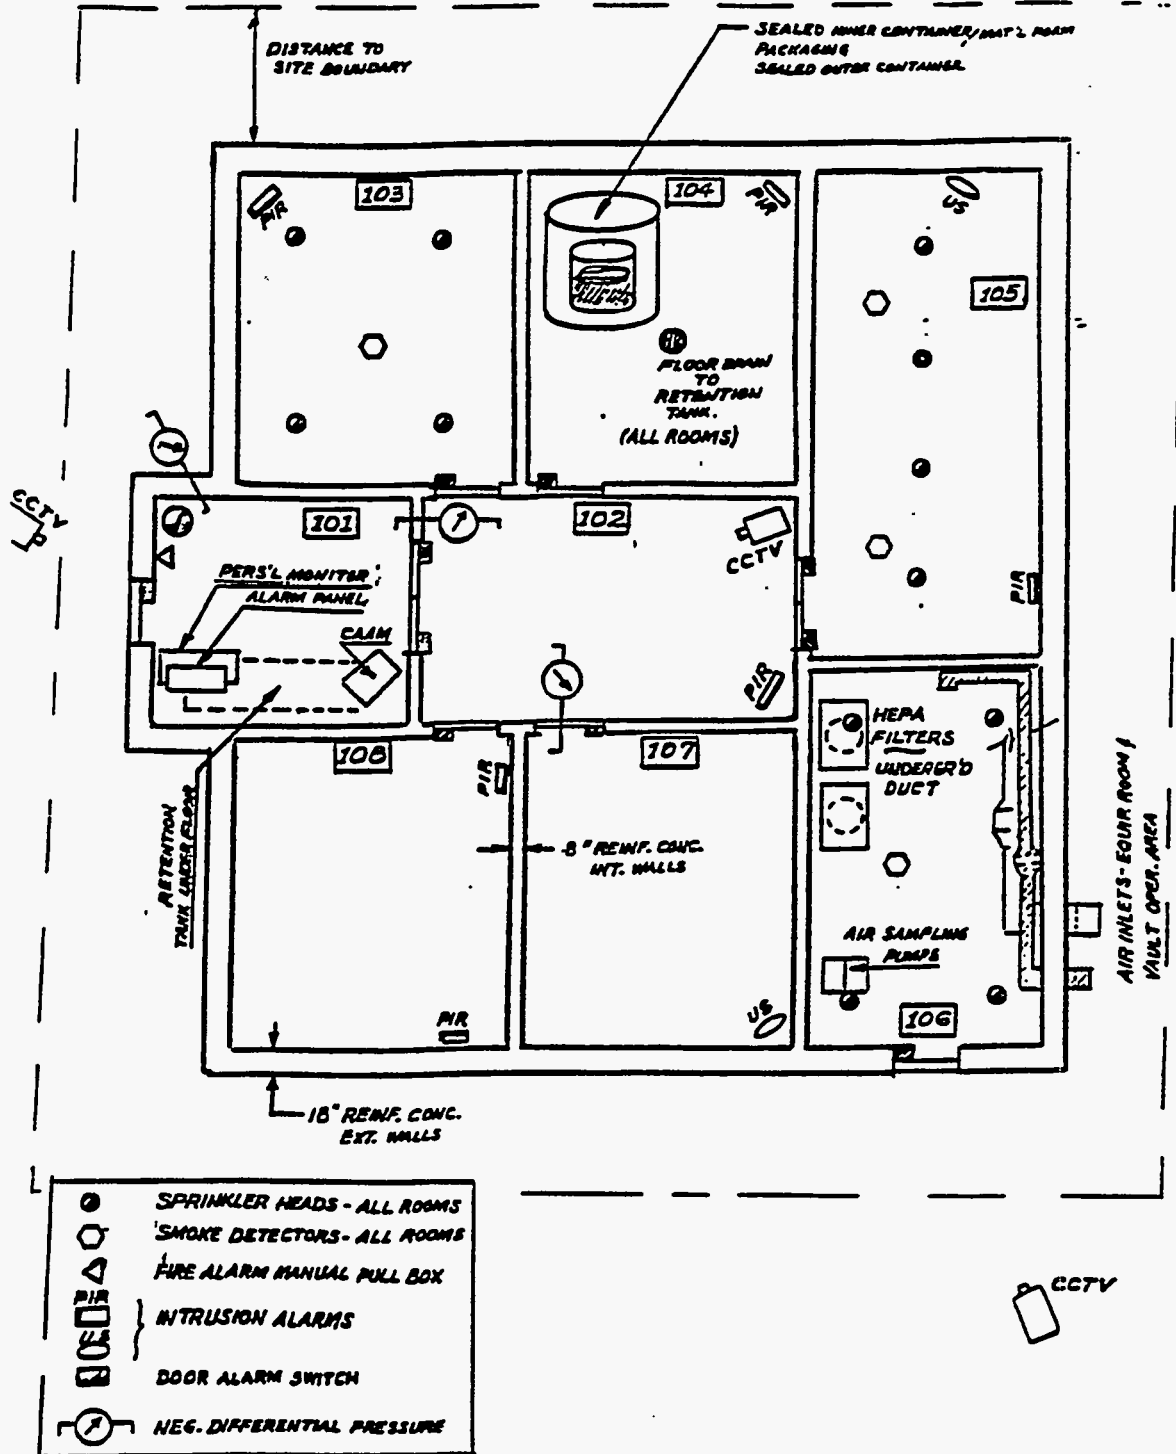 DISTANCE TO
SITE BOUNDARY
SEALED INNER CONTAINER/MAT'L FORM
PACKAGING
SEALED OUTER CONTAINER
103
PIR
104
PIR
US
105
FLOOR DRAIN
TO
RETENTION
TANK.
(ALL ROOMS)
CCTV
101
102
CCTV
PERS'L MONITOR
ALARM PANEL
CAAM
PIR
PIR
108
107
HEPA
FILTERS
UNDERGR'D
DUCT
PIR
RETENTION
TANK UNDER FLOOR
8" REINF. CONC.
INT. WALLS
AIR INLETS-EQUIP. ROOM &
VAULT OPER. AREA
AIR SAMPLING
PUMPS
PIR
US
106
18" REINF. CONC.
EXT. WALLS
SPRINKLER HEADS - ALL ROOMS
SMOKE DETECTORS - ALL ROOMS
FIRE ALARM MANUAL PULL BOX
PIR
US
INTRUSION ALARMS
DOOR ALARM SWITCH
NEG. DIFFERENTIAL PRESSURE
CCTV